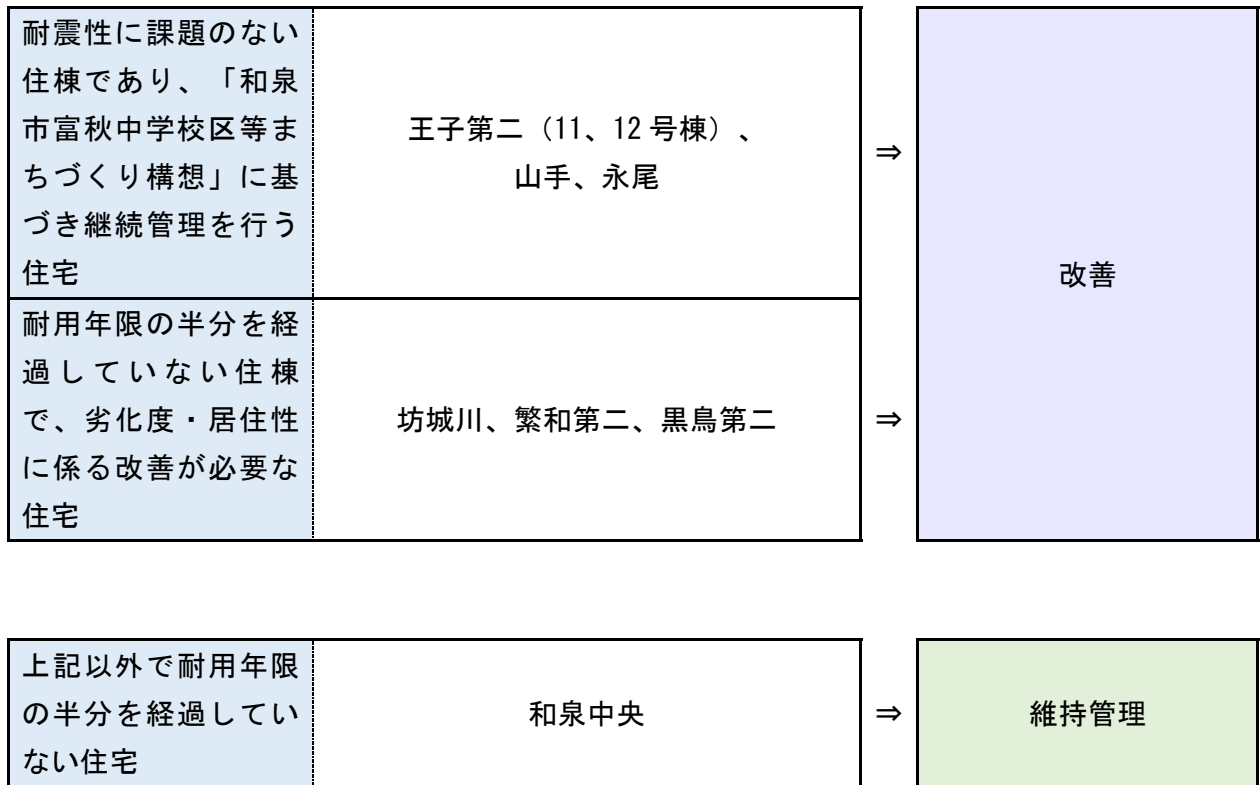 耐震性に課題のない
住棟であり、「和泉
市富秋中学校区等ま
ちづくり構想」に基
づき継続管理を行う
住宅
王子第二（11、12号棟）、
山手、永尾
⇒
改善
耐用年限の半分を経
過していない住棟
で、劣化度・居住性
に係る改善が必要な
住宅
坊城川、繁和第二、黒鳥第二
⇒
上記以外で耐用年限
の半分を経過してい
ない住宅
和泉中央
⇒
維持管理